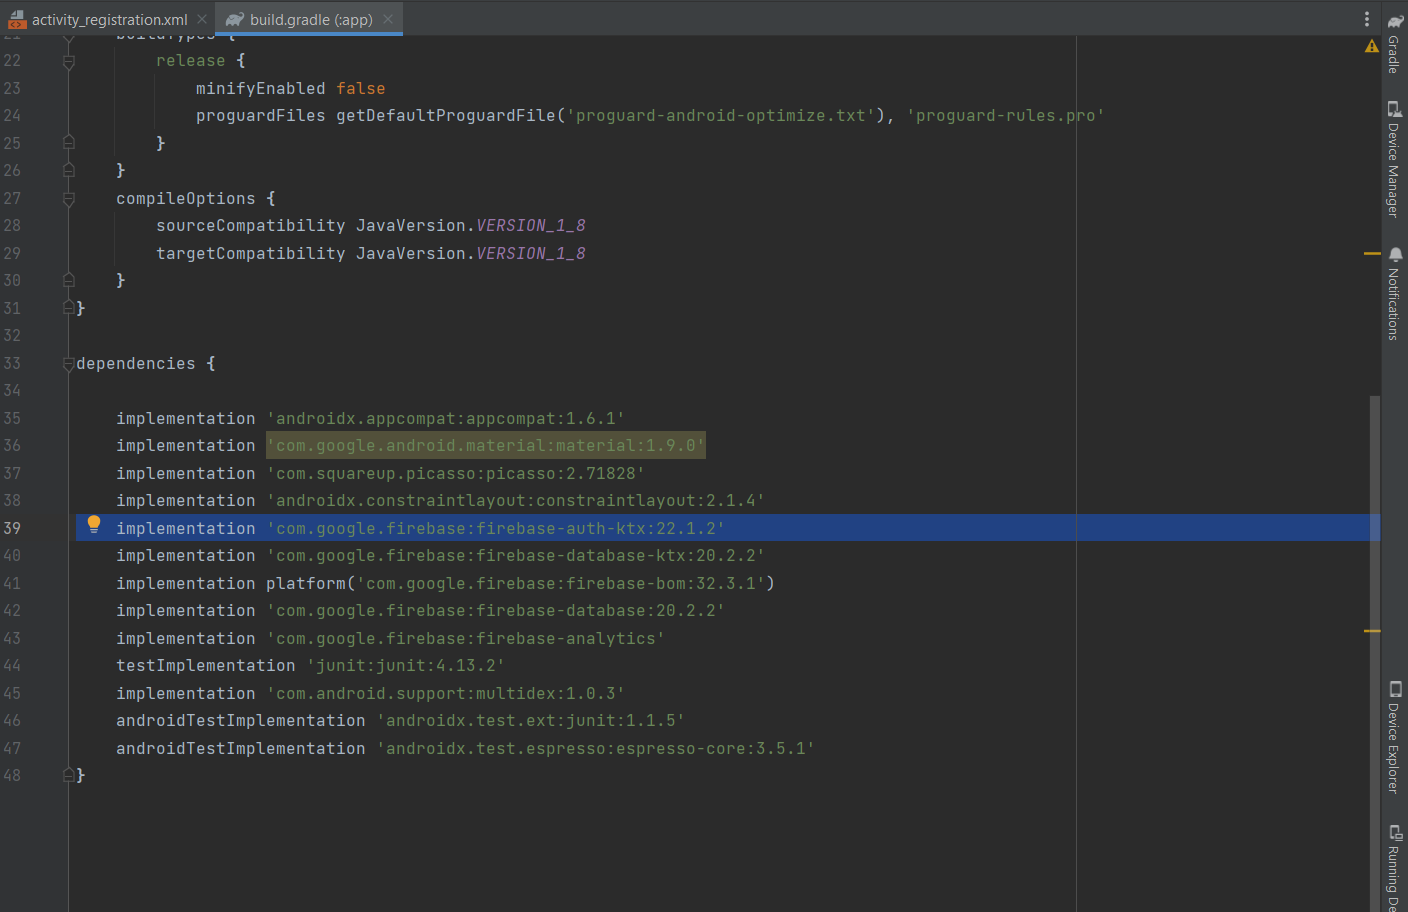 activity_registration.xml
build.gradle (:app)
21 buildTypes {
22 release {
23 minifyEnabled false
24 proguardFiles getDefaultProguardFile('proguard-android-optimize.txt'), 'proguard-rules.pro'
25 }
26 }
27 compileOptions {
28 sourceCompatibility JavaVersion.VERSION_1_8
29 targetCompatibility JavaVersion.VERSION_1_8
30 }
31 }
32
33 dependencies {
34
35 implementation 'androidx.appcompat:appcompat:1.6.1'
36 implementation 'com.google.android.material:material:1.9.0'
37 implementation 'com.squareup.picasso:picasso:2.71828'
38 implementation 'androidx.constraintlayout:constraintlayout:2.1.4'
39 implementation 'com.google.firebase:firebase-auth-ktx:22.1.2'
40 implementation 'com.google.firebase:firebase-database-ktx:20.2.2'
41 implementation platform('com.google.firebase:firebase-bom:32.3.1')
42 implementation 'com.google.firebase:firebase-database:20.2.2'
43 implementation 'com.google.firebase:firebase-analytics'
44 testImplementation 'junit:junit:4.13.2'
45 implementation 'com.android.support:multidex:1.0.3'
46 androidTestImplementation 'androidx.test.ext:junit:1.1.5'
47 androidTestImplementation 'androidx.test.espresso:espresso-core:3.5.1'
48 }
Gradle
Device Manager
Notifications
Device Explorer
Running De